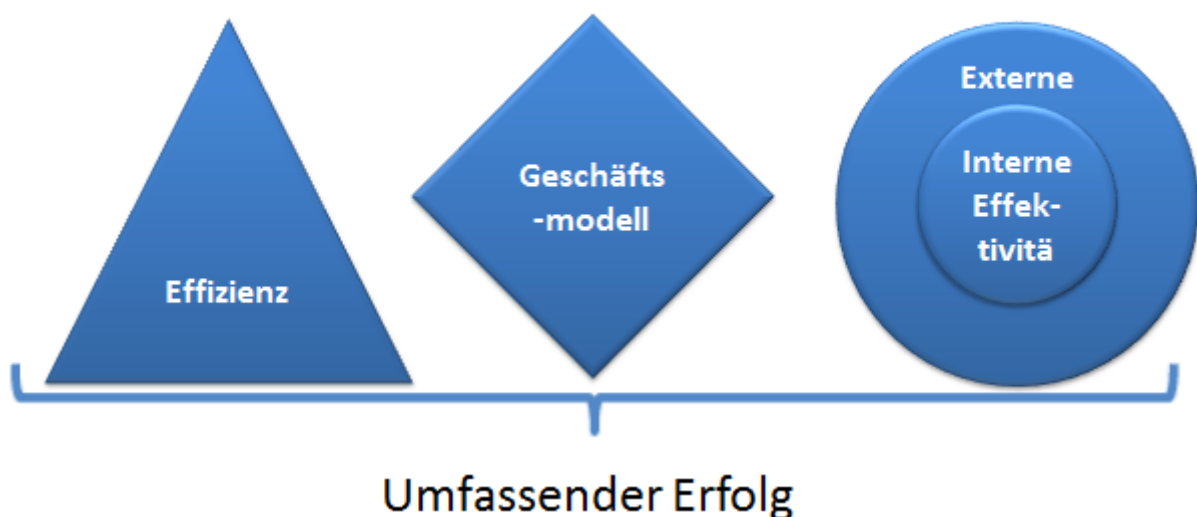 Effizienz
Geschäfts
-modell
Externe
Interne
Effek-
tivitä
Umfassender Erfolg